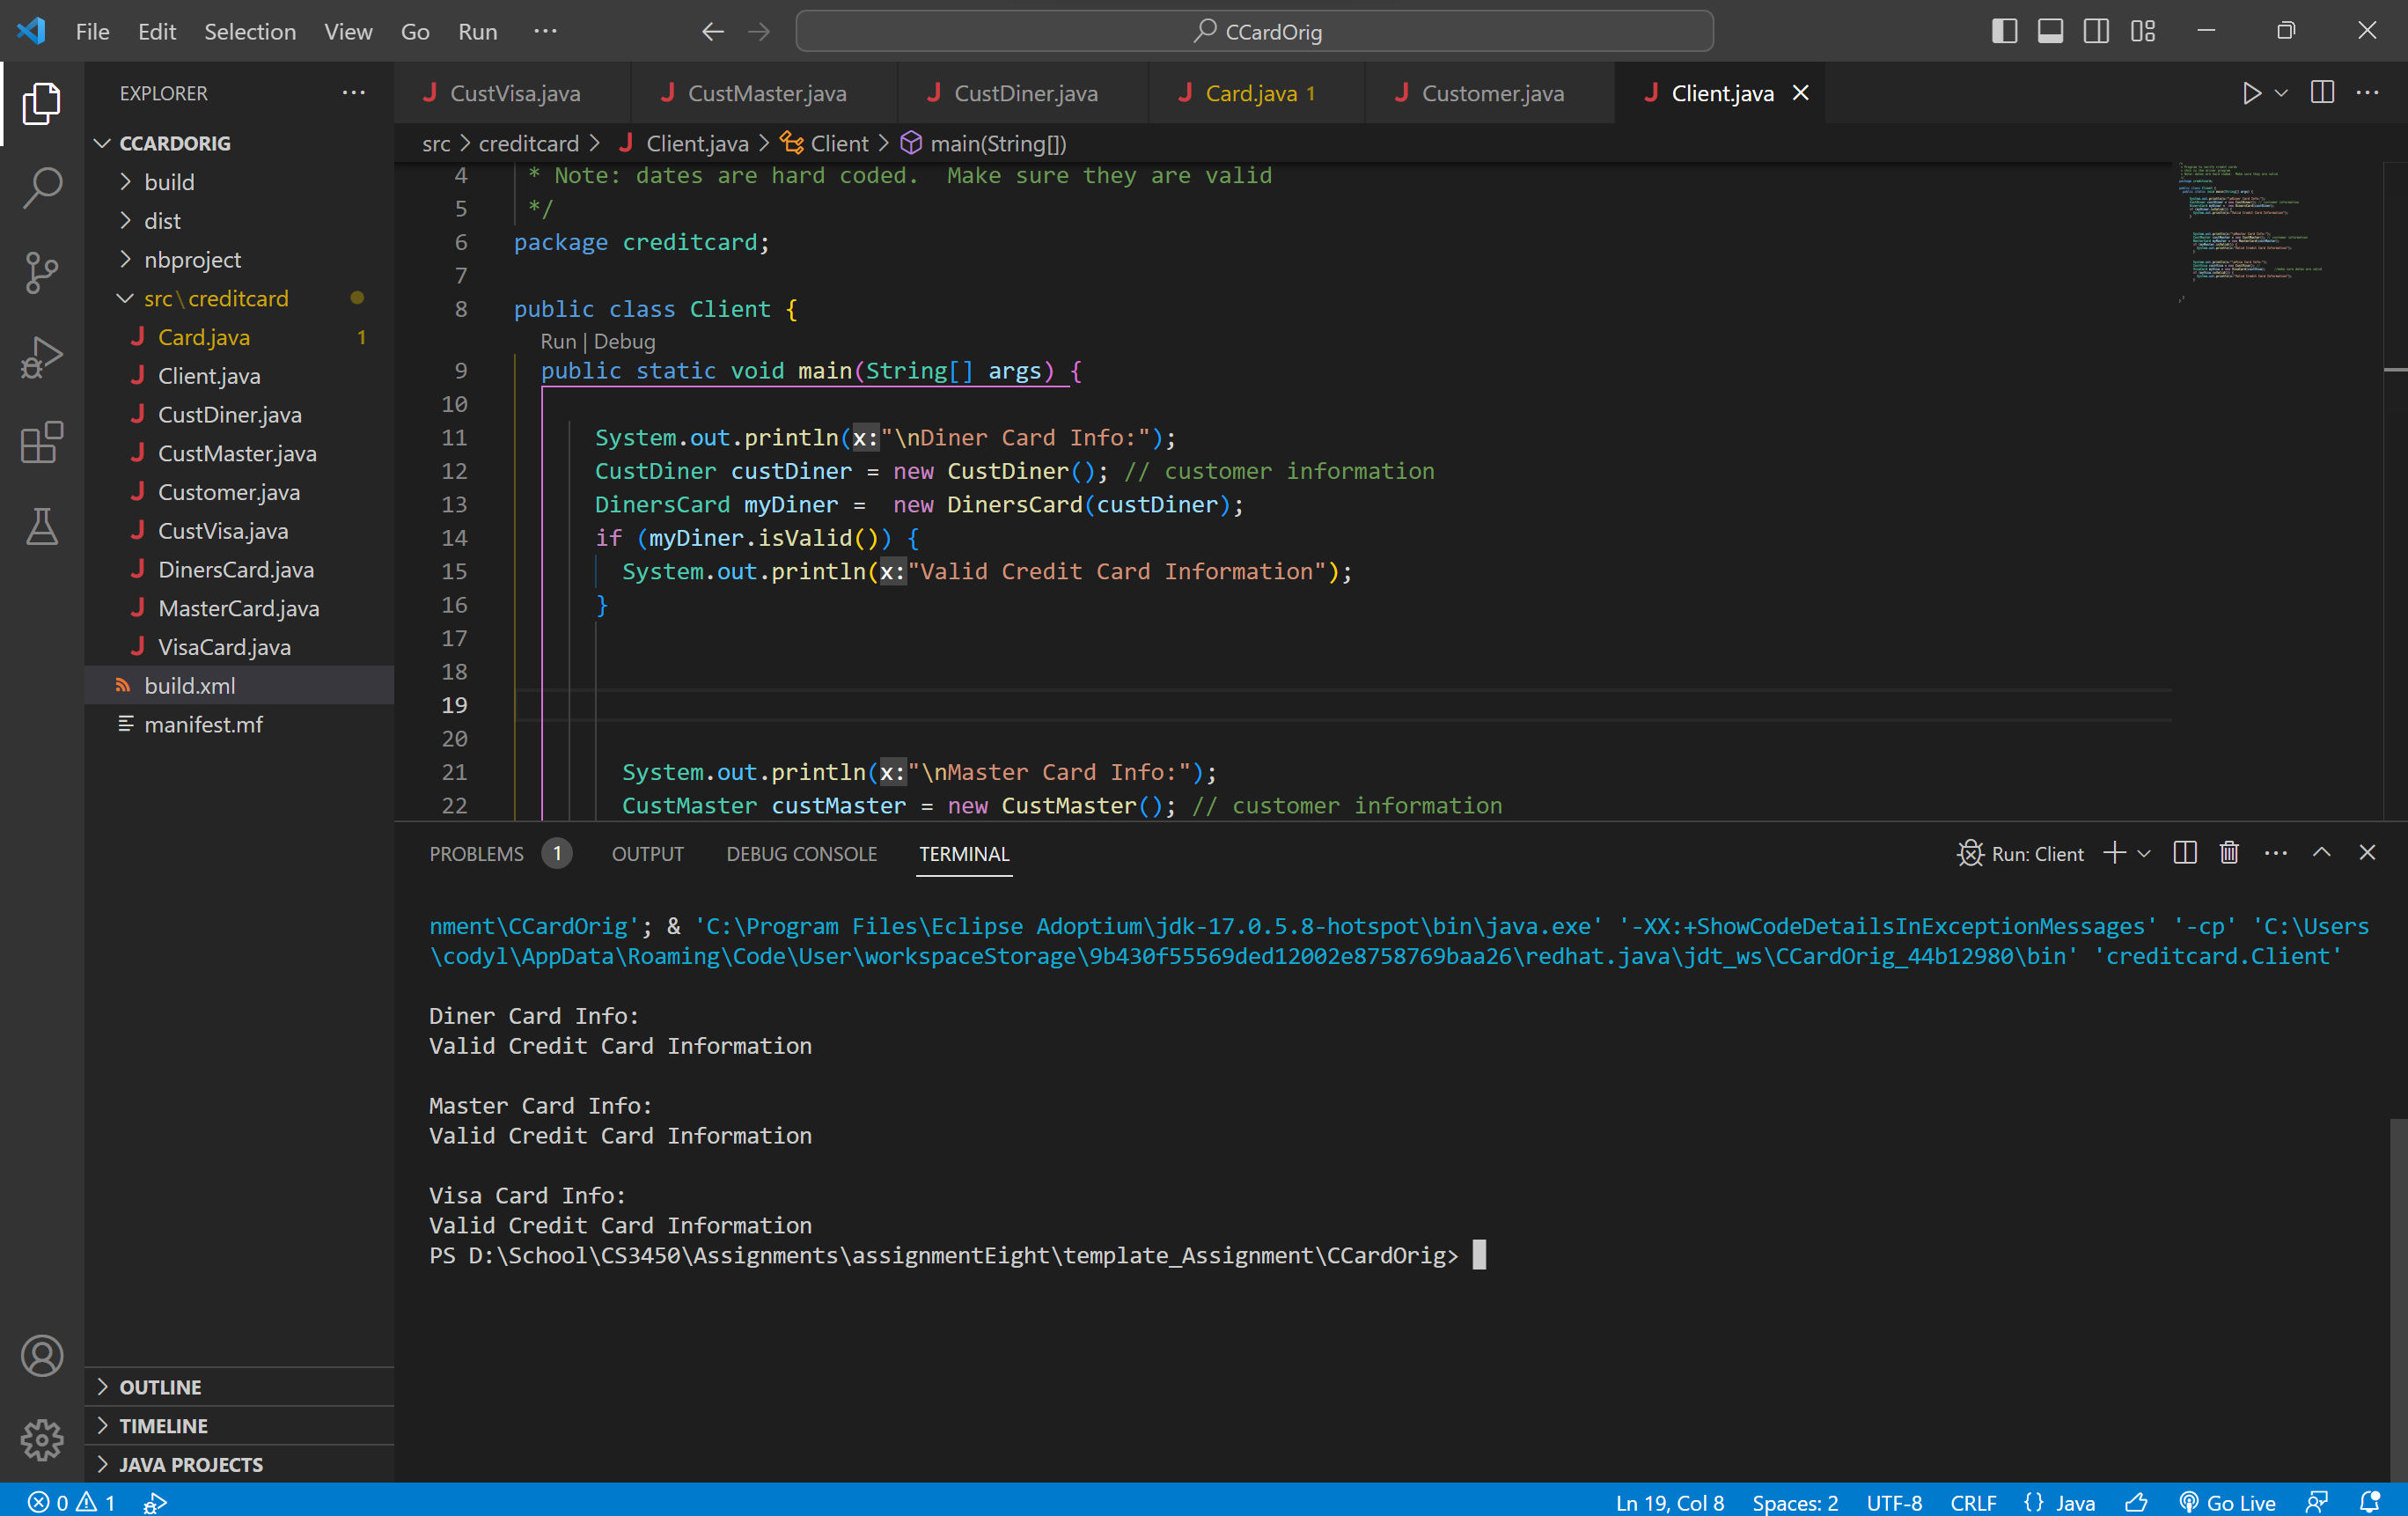 File Edit Selection View Go Run ···
CCardOrig
EXPLORER
CCARDORIG
build
dist
nbproject
src\creditcard
Card.java 1
Client.java
CustDiner.java
CustMaster.java
Customer.java
CustVisa.java
DinersCard.java
MasterCard.java
VisaCard.java
build.xml
manifest.mf
OUTLINE
TIMELINE
JAVA PROJECTS
CustVisa.java CustMaster.java CustDiner.java Card.java 1 Customer.java Client.java
src > creditcard > Client.java > Client > main(String[])
4 * Note: dates are hard coded.  Make sure they are valid
5 */
6 package creditcard;
7
8 public class Client {
Run | Debug
9 public static void main(String[] args) {
10
11 System.out.println(x:"\nDiner Card Info:");
12 CustDiner custDiner = new CustDiner(); // customer information
13 DinersCard myDiner =  new DinersCard(custDiner);
14 if (myDiner.isValid()) {
15 System.out.println(x:"Valid Credit Card Information");
16 }
17
18
19
20
21 System.out.println(x:"\nMaster Card Info:");
22 CustMaster custMaster = new CustMaster(); // customer information
PROBLEMS 1 OUTPUT DEBUG CONSOLE TERMINAL
Run: Client
nment\CCardOrig'; & 'C:\Program Files\Eclipse Adoptium\jdk-17.0.5.8-hotspot\bin\java.exe' '-XX:+ShowCodeDetailsInExceptionMessages' '-cp' 'C:\Users
\codyl\AppData\Roaming\Code\User\workspaceStorage\9b430f55569ded12002e8758769baa26\redhat.java\jdt_ws\CCardOrig_44b12980\bin' 'creditcard.Client'
Diner Card Info:
Valid Credit Card Information
Master Card Info:
Valid Credit Card Information
Visa Card Info:
Valid Credit Card Information
PS D:\School\CS3450\Assignments\assignmentEight\template_Assignment\CCardOrig>
0 1
Ln 19, Col 8 Spaces: 2 UTF-8 CRLF {} Java Go Live